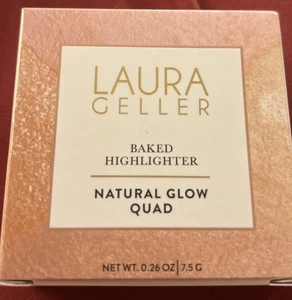 LAURA
GELLER
BAKED
HIGHLIGHTER
NATURAL GLOW
QUAD
NET WT. 0.26 OZ | 7.5 G